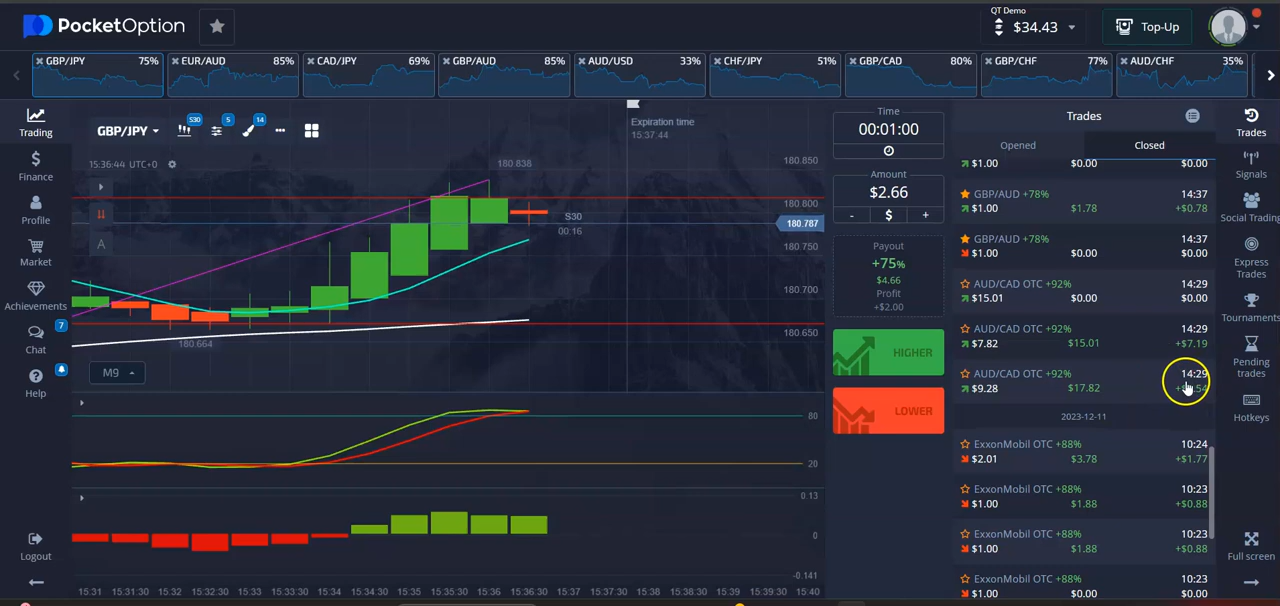 PocketOption
QT Demo
$34.43
Top-Up
GBP/JPY 75%
EUR/AUD 85%
CAD/JPY 69%
GBP/AUD 85%
AUD/USD 33%
CHF/JPY 51%
GBP/CAD 80%
GBP/CHF 77%
AUD/CHF 35%
Trading
Finance
Profile
Market
Achievements
7
Chat
Help
Logout
GBP/JPY
S30
5
14
15:36:44 UTC+0
A
Expiration time
15:37:44
180.838
180.664
S30
00:16
180.850
180.800
180.787
180.750
180.700
180.650
M9
80
20
0.13
0
-0.141
15:31 15:31:30 15:32 15:32:30 15:33 15:33:30 15:34 15:34:30 15:35 15:35:30 15:36 15:36:30 15:37 15:37:30 15:38 15:38:30 15:39 15:39:30 15:40
Time
00:01:00
Amount
$2.66
- $ +
Payout
+75%
$4.66
Profit
+$2.00
HIGHER
LOWER
Trades
Opened Closed
$1.00 $0.00 $0.00
GBP/AUD +78% 14:37
$1.00 $1.78 +$0.78
GBP/AUD +78% 14:37
$1.00 $0.00 $0.00
AUD/CAD OTC +92% 14:29
$15.01 $0.00 $0.00
AUD/CAD OTC +92% 14:29
$7.82 $15.01 +$7.19
AUD/CAD OTC +92% 14:29
$9.28 $17.82
2023-12-11
ExxonMobil OTC +88% 10:24
$2.01 $3.78 +$1.77
ExxonMobil OTC +88% 10:23
$1.00 $1.88 +$0.88
ExxonMobil OTC +88% 10:23
$1.00 $1.88 +$0.88
ExxonMobil OTC +88% 10:23
$1.00 $0.00 $0.00
Trades
Signals
Social Trading
Express
Trades
Tournaments
Pending
trades
Hotkeys
Full screen